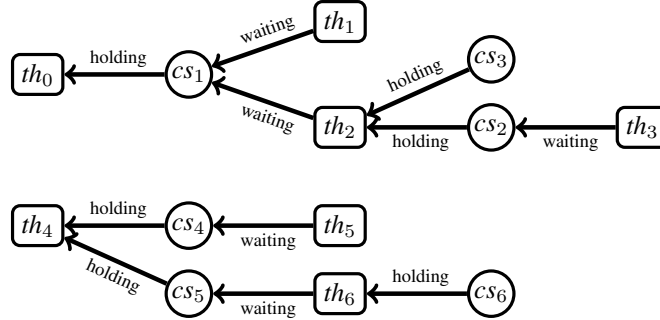 waiting
th₁
holding
cs₃
th₀
cs₁
holding
waiting
th₂
holding
cs₂
waiting
th₃
th₄
holding
cs₄
waiting
th₅
holding
cs₅
waiting
th₆
holding
cs₆